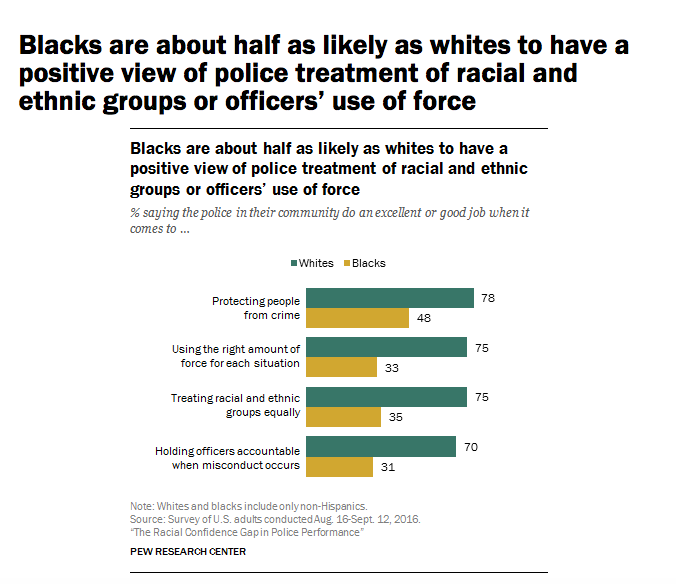 Blacks are about half as likely as whites to have a
positive view of police treatment of racial and
ethnic groups or officers’ use of force
Blacks are about half as likely as whites to have a
positive view of police treatment of racial and ethnic
groups or officers’ use of force
% saying the police in their community do an excellent or good job when it
comes to ...
Whites Blacks
Protecting people
from crime
78
48
Using the right amount of
force for each situation
75
33
Treating racial and ethnic
groups equally
75
35
Holding officers accountable
when misconduct occurs
70
31
Note: Whites and blacks include only non-Hispanics.
Source: Survey of U.S. adults conducted Aug. 16-Sept. 12, 2016.
“The Racial Confidence Gap in Police Performance”
PEW RESEARCH CENTER